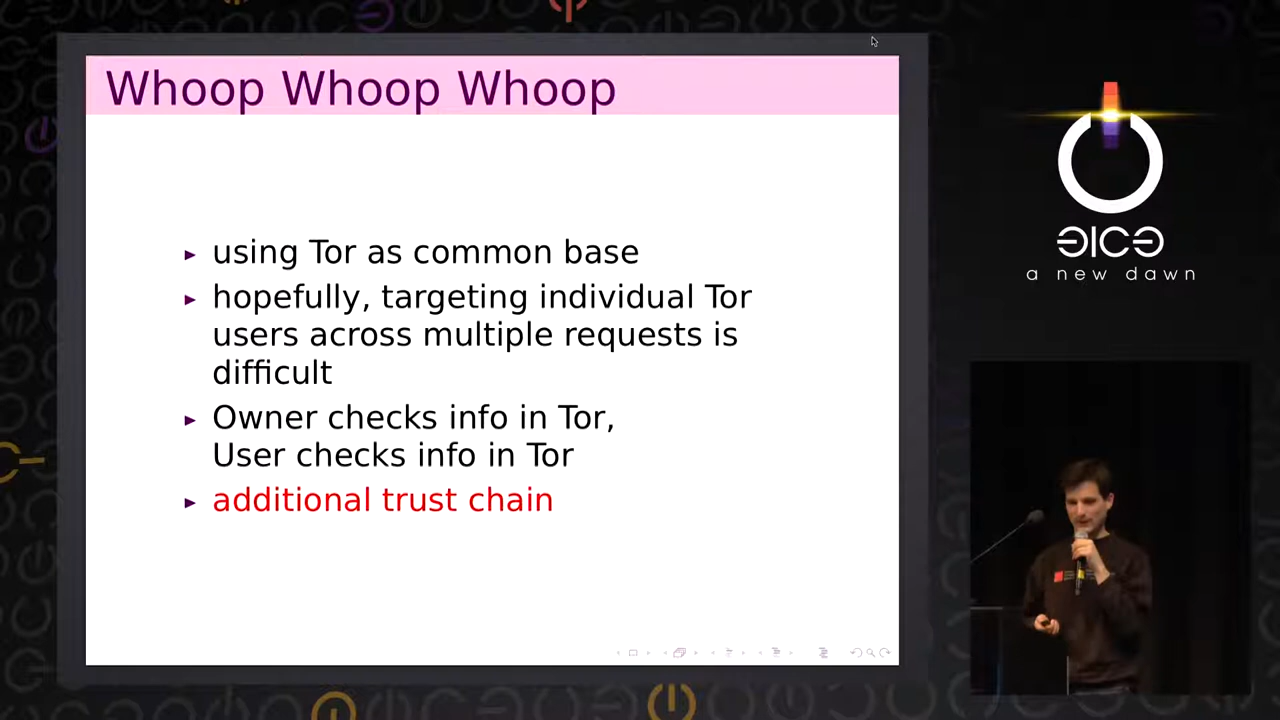 Whoop Whoop Whoop
using Tor as common base
hopefully, targeting individual Tor
users across multiple requests is
difficult
Owner checks info in Tor,
User checks info in Tor
additional trust chain
a new dawn